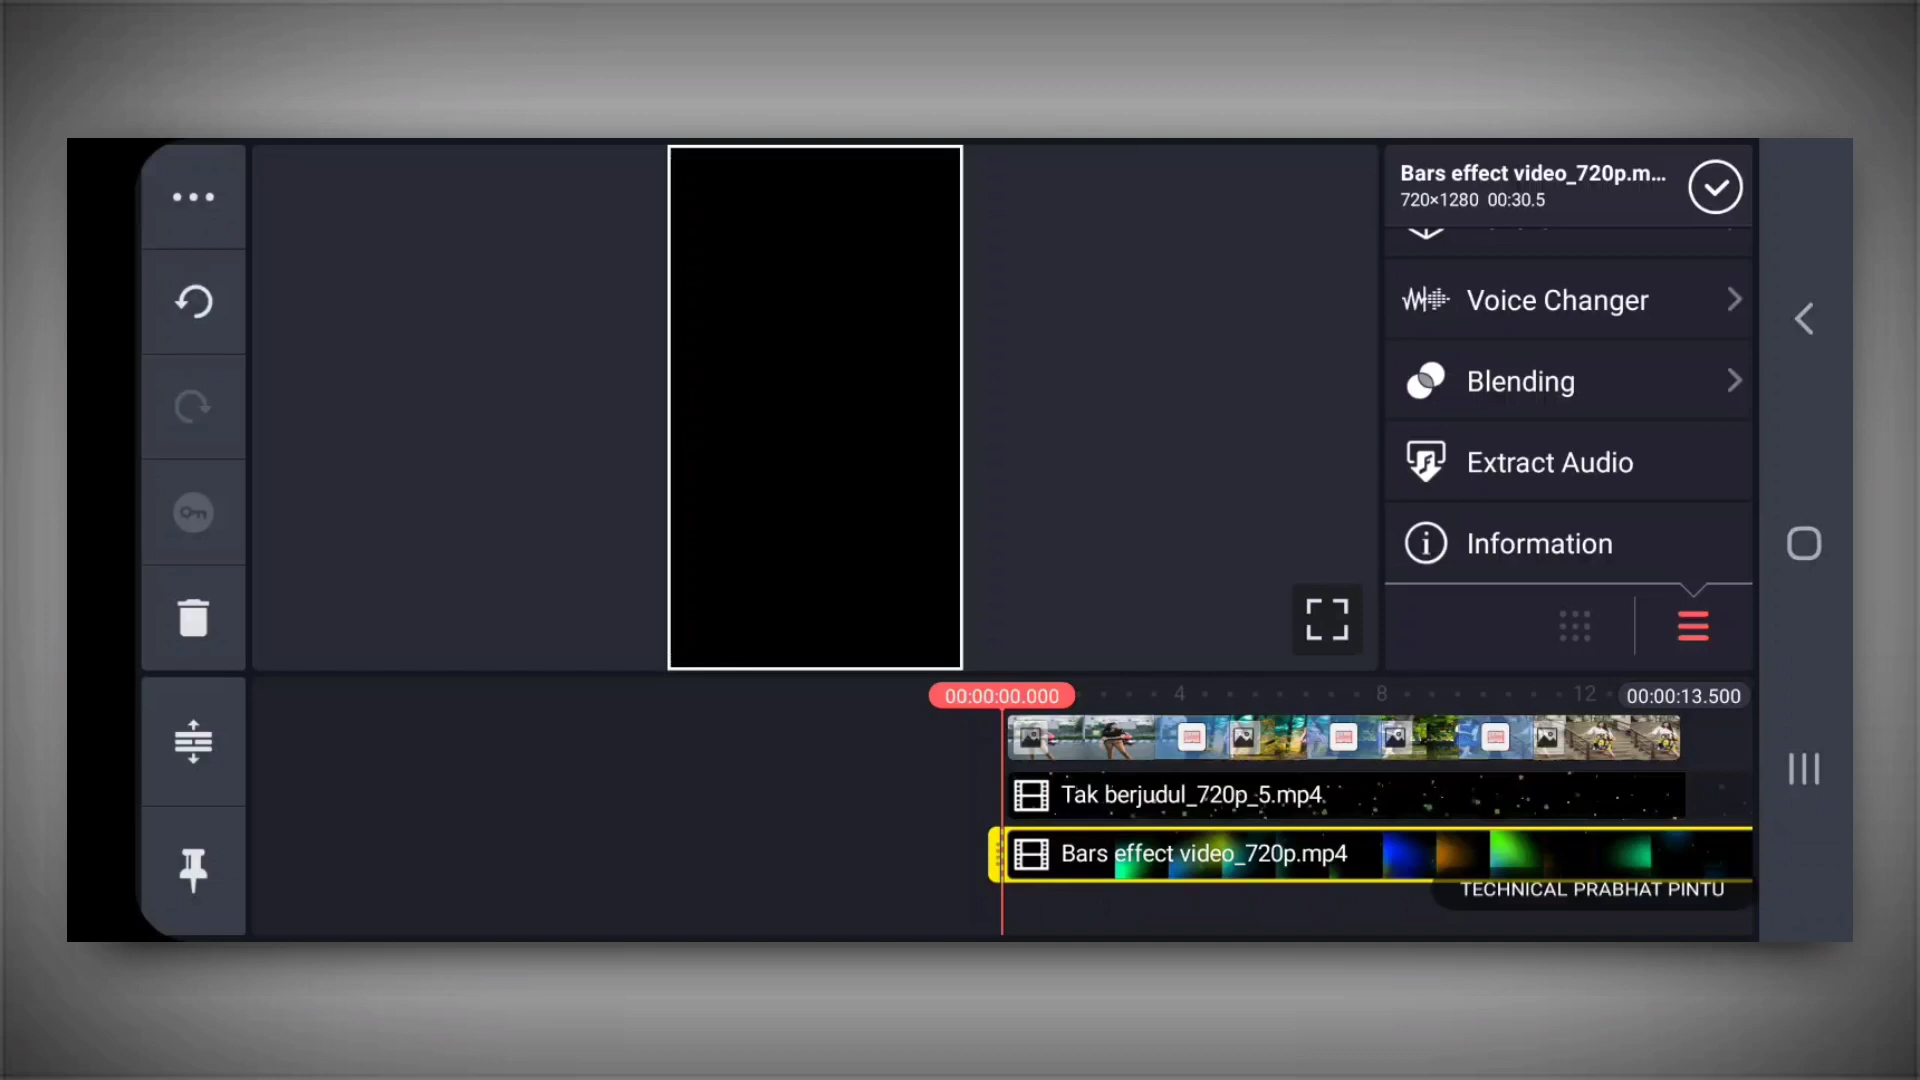 Bars effect video_720p.m...
720×1280 00:30.5
Voice Changer
Blending
Extract Audio
Information
00:00:00.000
4
8
12
00:00:13.500
Tak berjudul_720p_5.mp4
Bars effect video_720p.mp4
TECHNICAL PRABHAT PINTU